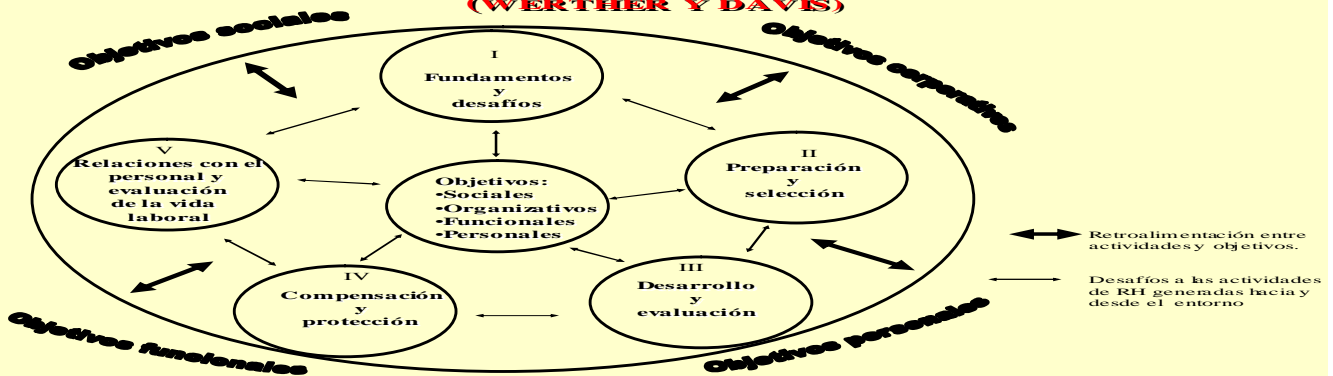 (WERTHER Y DAVIS)
Objetivos sociales
Objetivos corporativos
I
Fundamentos
y
desafíos
V
Relaciones con el
personal y
evaluación
de la vida
laboral
II
Preparación
y
selección
Objetivos:
•Sociales
•Organizativos
•Funcionales
•Personales
IV
Compensación
y
protección
III
Desarrollo
y
evaluación
Objetivos funcionales
Objetivos personales
Retroalimentación entre
actividades y objetivos.
Desafíos a las actividades
de RH generadas hacia y
desde el entorno